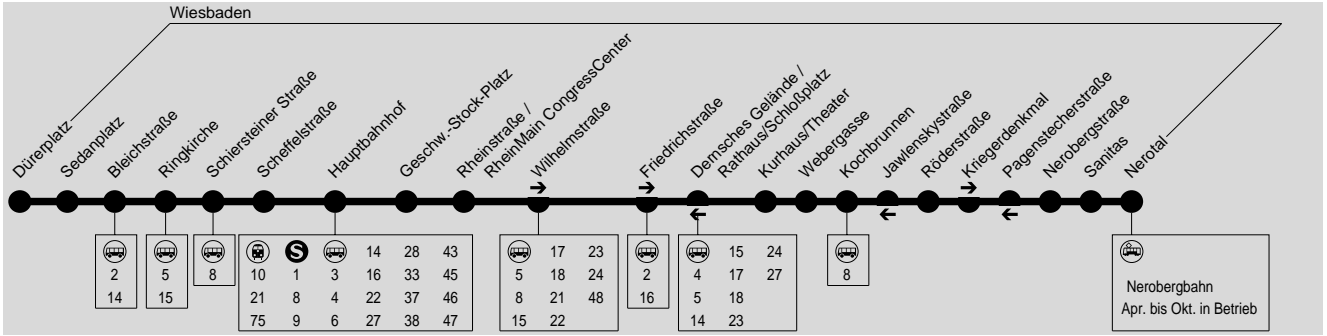 Wiesbaden
Dürerplatz
Sedanplatz
Bleichstraße
Ringkirche
Schiersteiner Straße
Scheffelstraße
Hauptbahnhof
Geschw.-Stock-Platz
Rheinstraße /
RheinMain CongressCenter
Wilhelmstraße
Friedrichstraße
Dernsches Gelände /
Rathaus/Schloßplatz
Kurhaus/Theater
Webergasse
Kochbrunnen
Jawlenskystraße
Röderstraße
Kriegerdenkmal
Pagenstecherstraße
Nerobergstraße
Sanitas
Nerotal
2
14
5
15
8
S 14 28 43
10 1 3 16 33 45
21 8 4 22 37 46
75 9 6 27 38 47
17 23
5 18 24
8 21 48
15 22
2
16
15 24
4 17 27
5 18
14 23
8
Nerobergbahn
Apr. bis Okt. in Betrieb